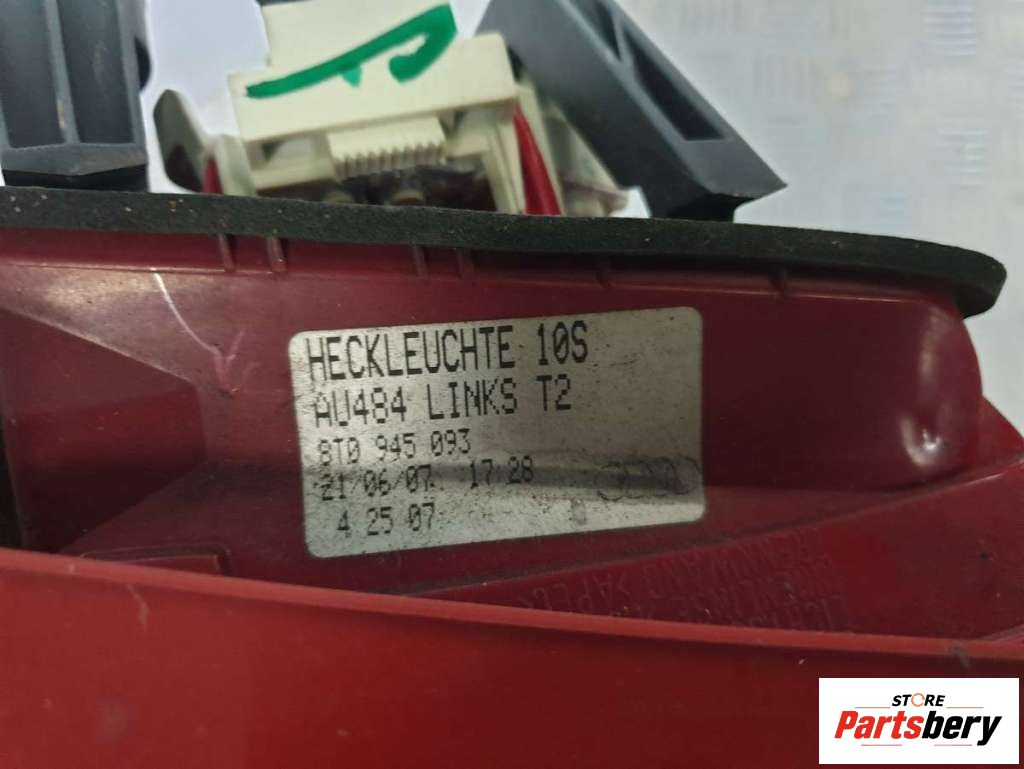 HECKLEUCHTE 10S
AU484 LINKS T2
8T0 945 093
21/06/07 17:28
4 25 07
STORE
Partsbery